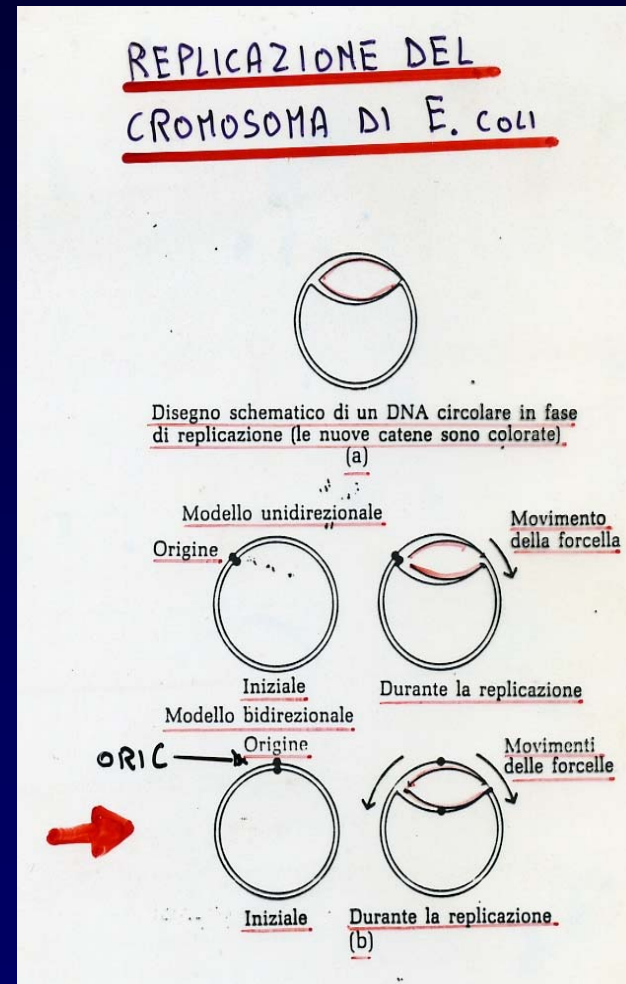 REPLICAZIONE DEL
CROMOSOMA DI E. COLI
Disegno schematico di un DNA circolare in fase
di replicazione (le nuove catene sono colorate)
(a)
Modello unidirezionale
Origine
Movimento
della forcella
Iniziale
Durante la replicazione
Modello bidirezionale
ORIC
Origine
Movimenti
delle forcelle
Iniziale
Durante la replicazione
(b)